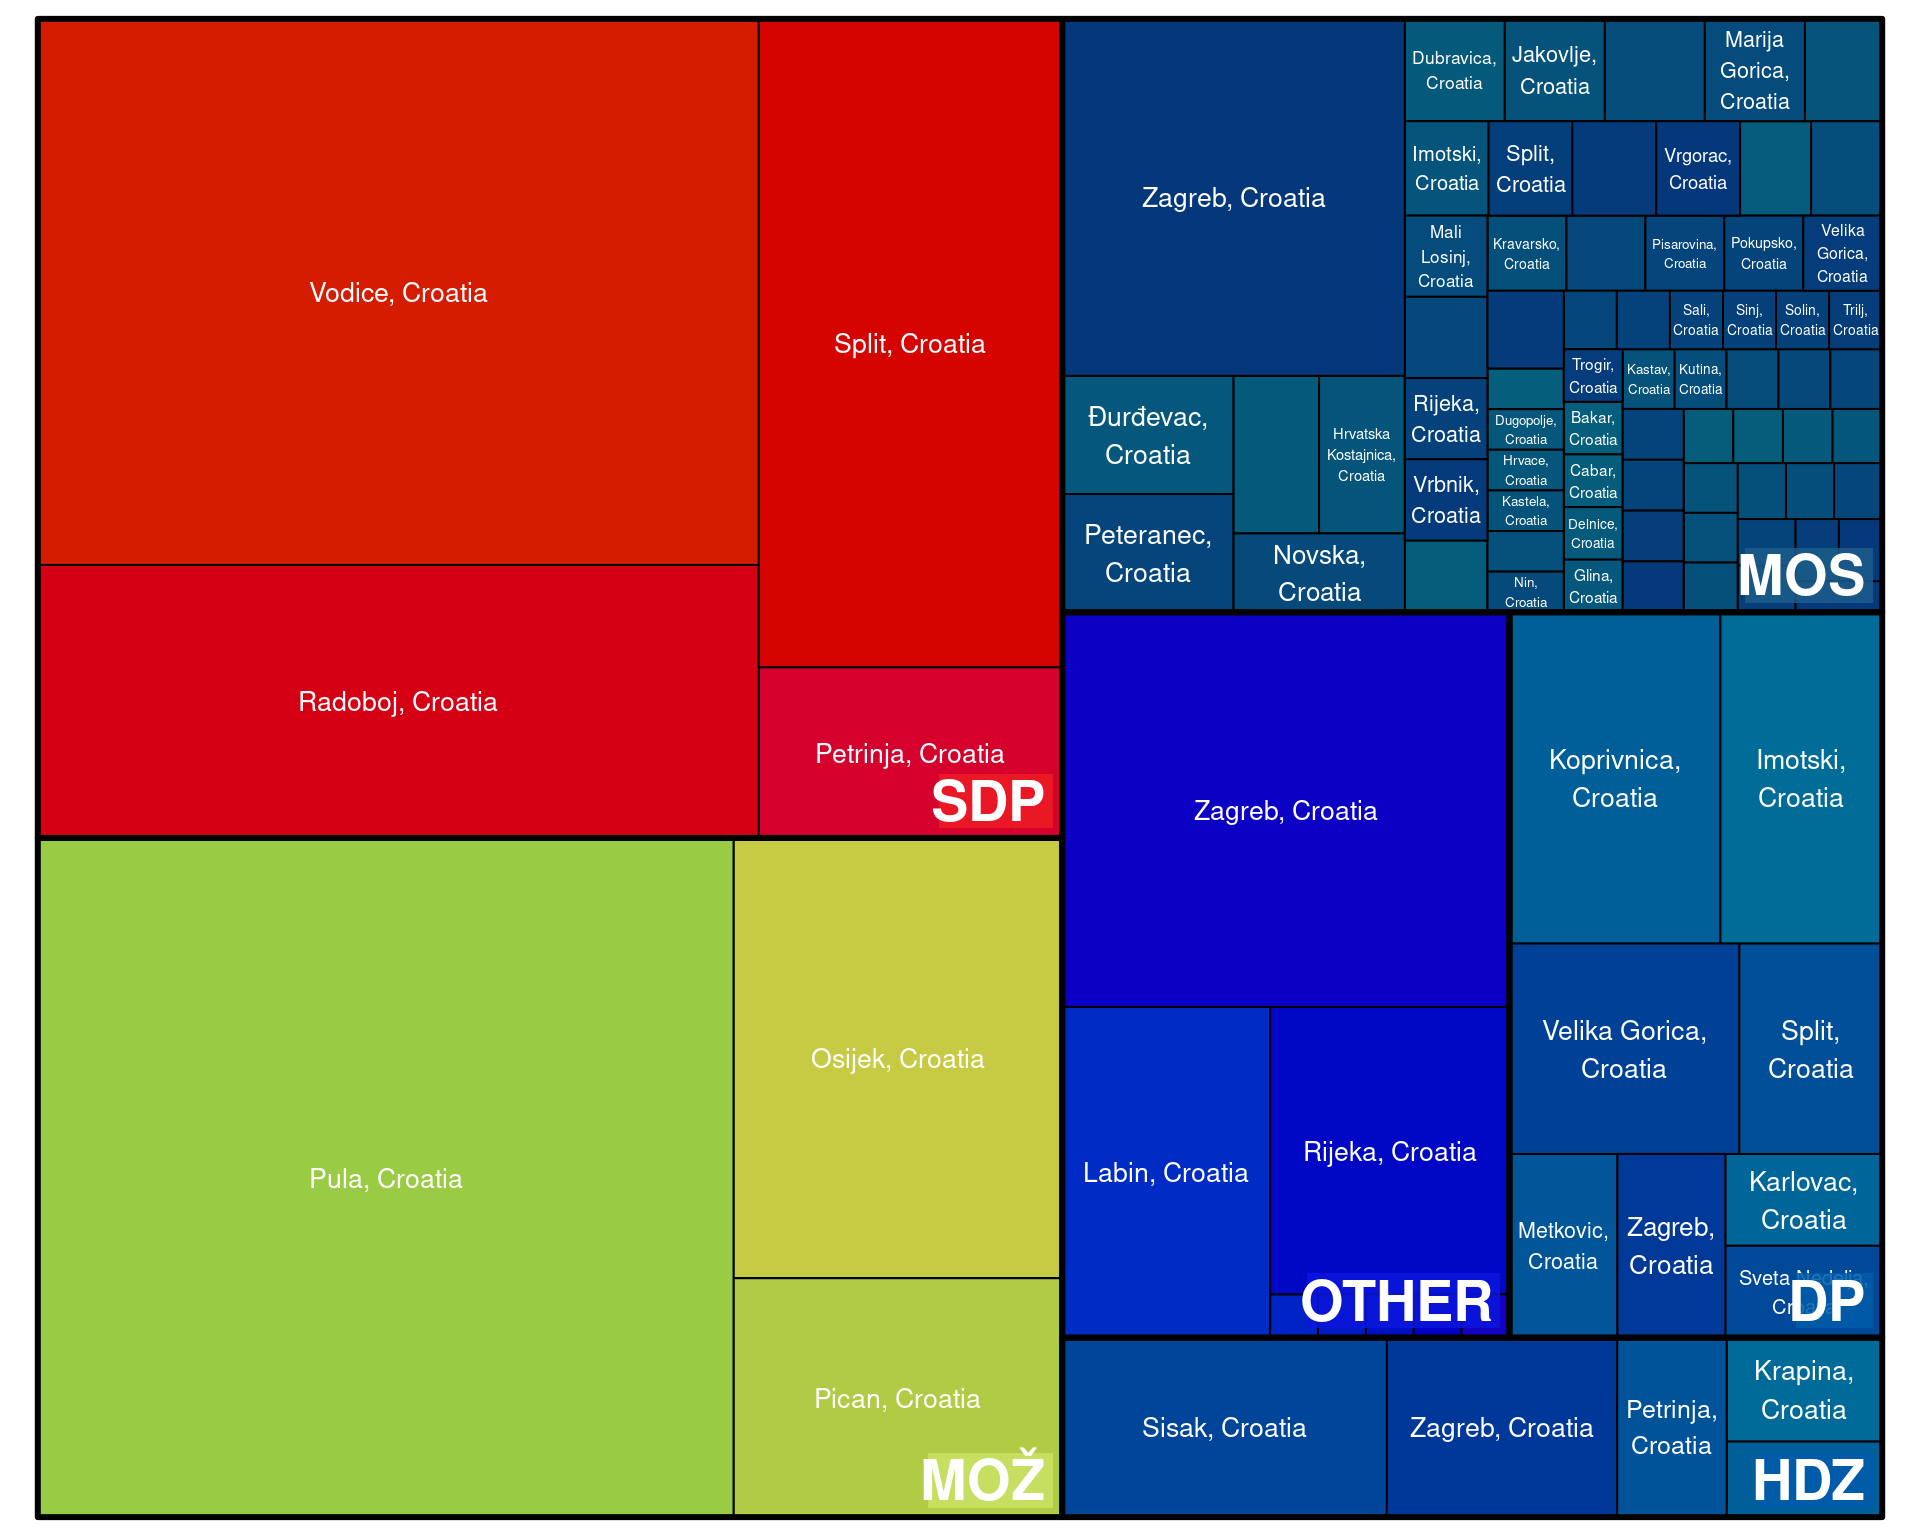 Vodice, Croatia
Split, Croatia
Radoboj, Croatia
Petrinja, Croatia
SDP
Pula, Croatia
Osijek, Croatia
Pican, Croatia
MOŽ
Zagreb, Croatia
Đurđevac,
Croatia
Peteranec,
Croatia
Hrvatska
Kostajnica,
Croatia
Novska,
Croatia
Dubravica,
Croatia
Jakovlje,
Croatia
Marija
Gorica,
Croatia
Imotski,
Croatia
Split,
Croatia
Vrgorac,
Croatia
Mali
Losinj,
Croatia
Kravarsko,
Croatia
Pisarovina,
Croatia
Pokupsko,
Croatia
Velika
Gorica,
Croatia
Sali,
Croatia
Sinj,
Croatia
Solin,
Croatia
Trilj,
Croatia
Rijeka,
Croatia
Vrbnik,
Croatia
Dugopolje,
Croatia
Hrvace,
Croatia
Kastela,
Croatia
Nin,
Croatia
Trogir,
Croatia
Kastav,
Croatia
Kutina,
Croatia
Bakar,
Croatia
Cabar,
Croatia
Delnice,
Croatia
Glina,
Croatia
MOS
Zagreb, Croatia
Labin, Croatia
Rijeka, Croatia
OTHER
Koprivnica,
Croatia
Imotski,
Croatia
Velika Gorica,
Croatia
Split,
Croatia
Metkovic,
Croatia
Zagreb,
Croatia
Karlovac,
Croatia
Sveta Nedelja,
Croatia
DP
Sisak, Croatia
Zagreb, Croatia
Petrinja,
Croatia
Krapina,
Croatia
HDZ